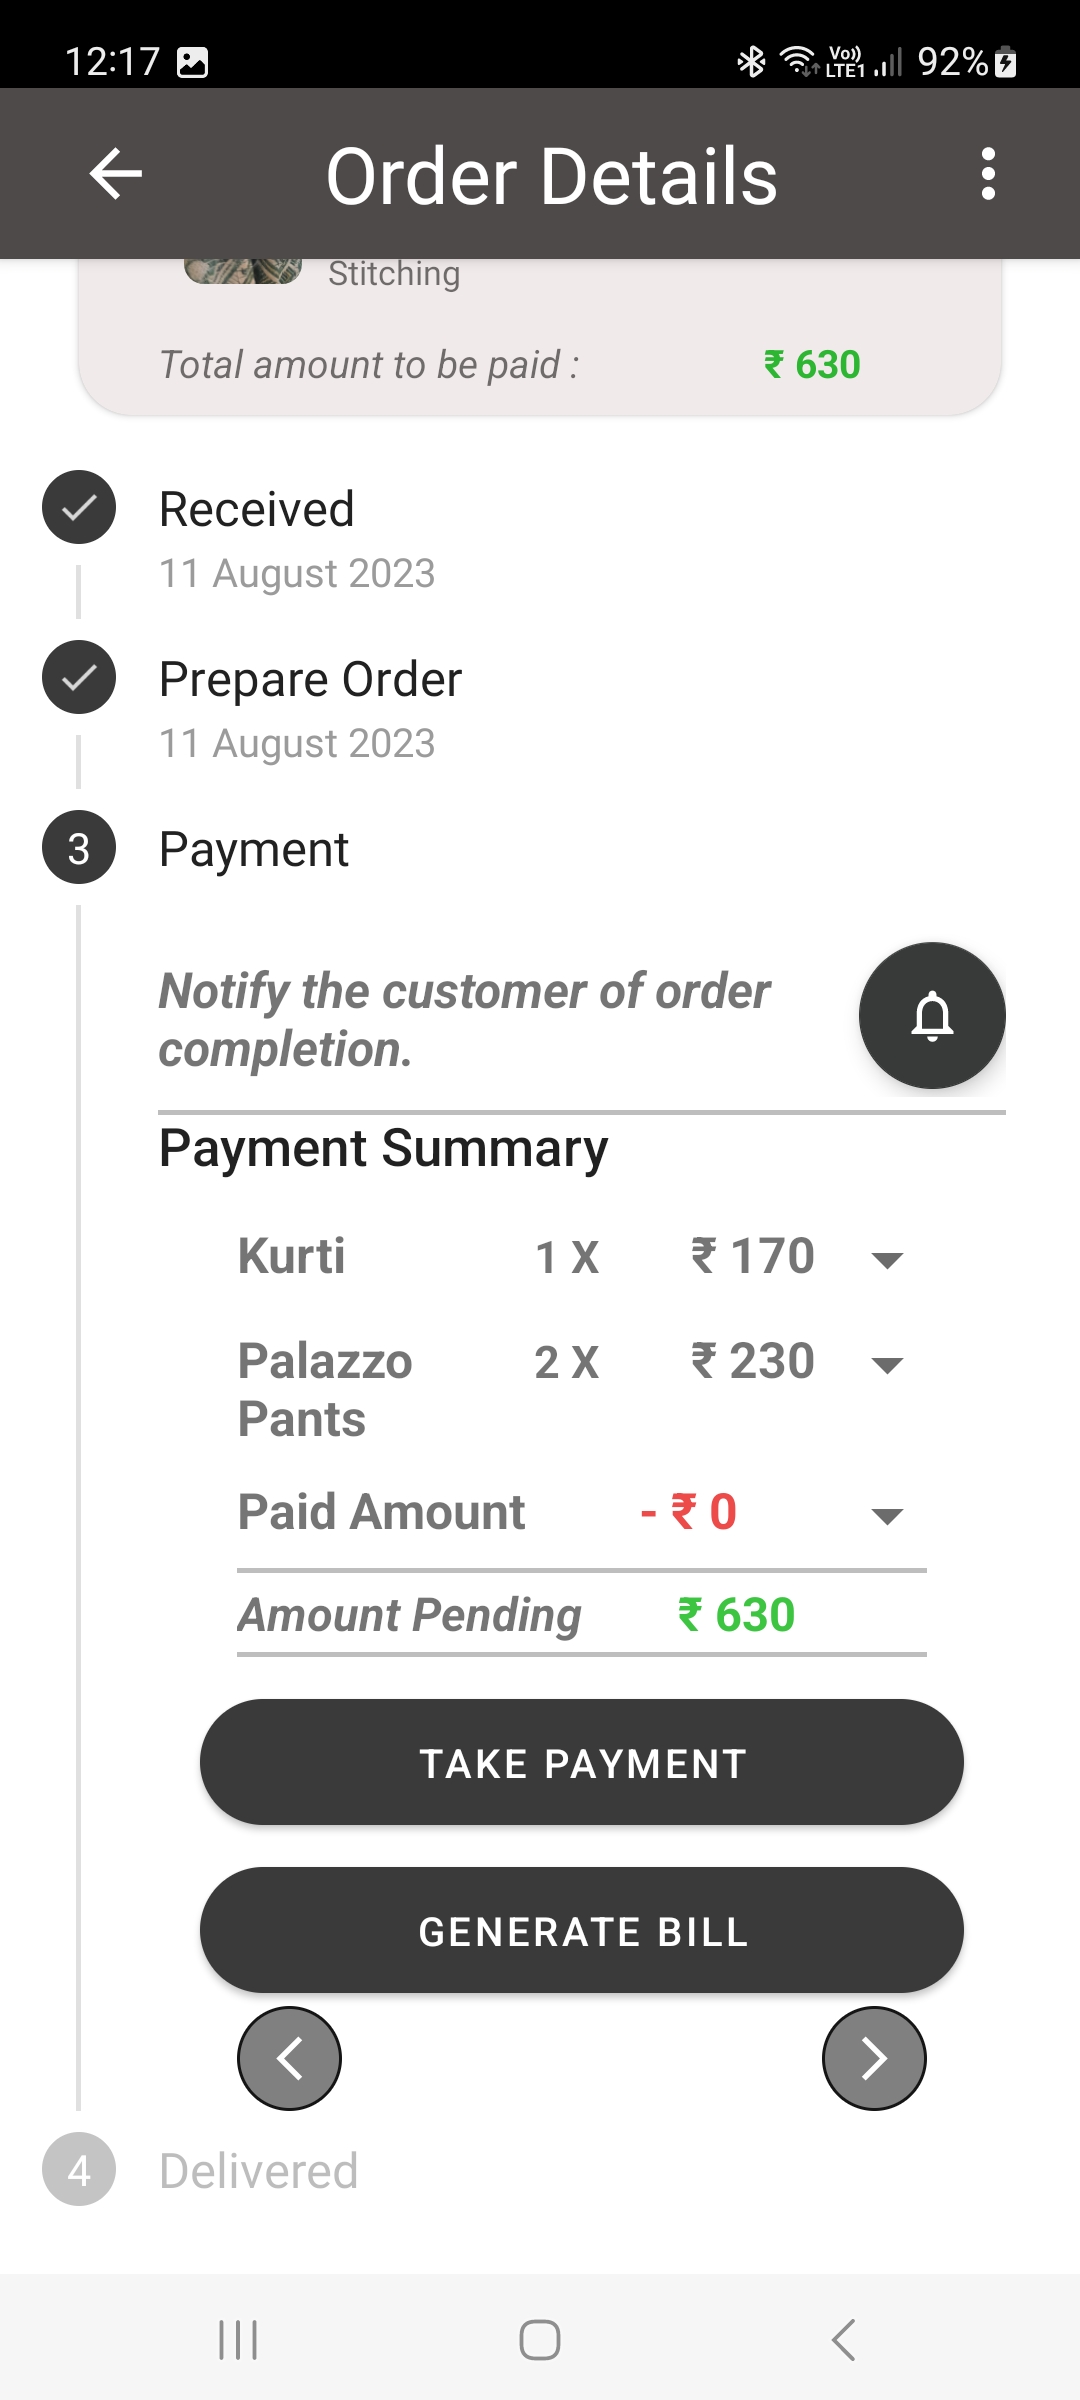 12:17 Vo)) LTE1 92%
Order Details
Stitching
Total amount to be paid : ₹ 630
Received
11 August 2023
Prepare Order
11 August 2023
3 Payment
Notify the customer of order
completion.
Payment Summary
Kurti 1 X ₹ 170
Palazzo 2 X ₹ 230
Pants
Paid Amount - ₹ 0
Amount Pending ₹ 630
TAKE PAYMENT
GENERATE BILL
4 Delivered